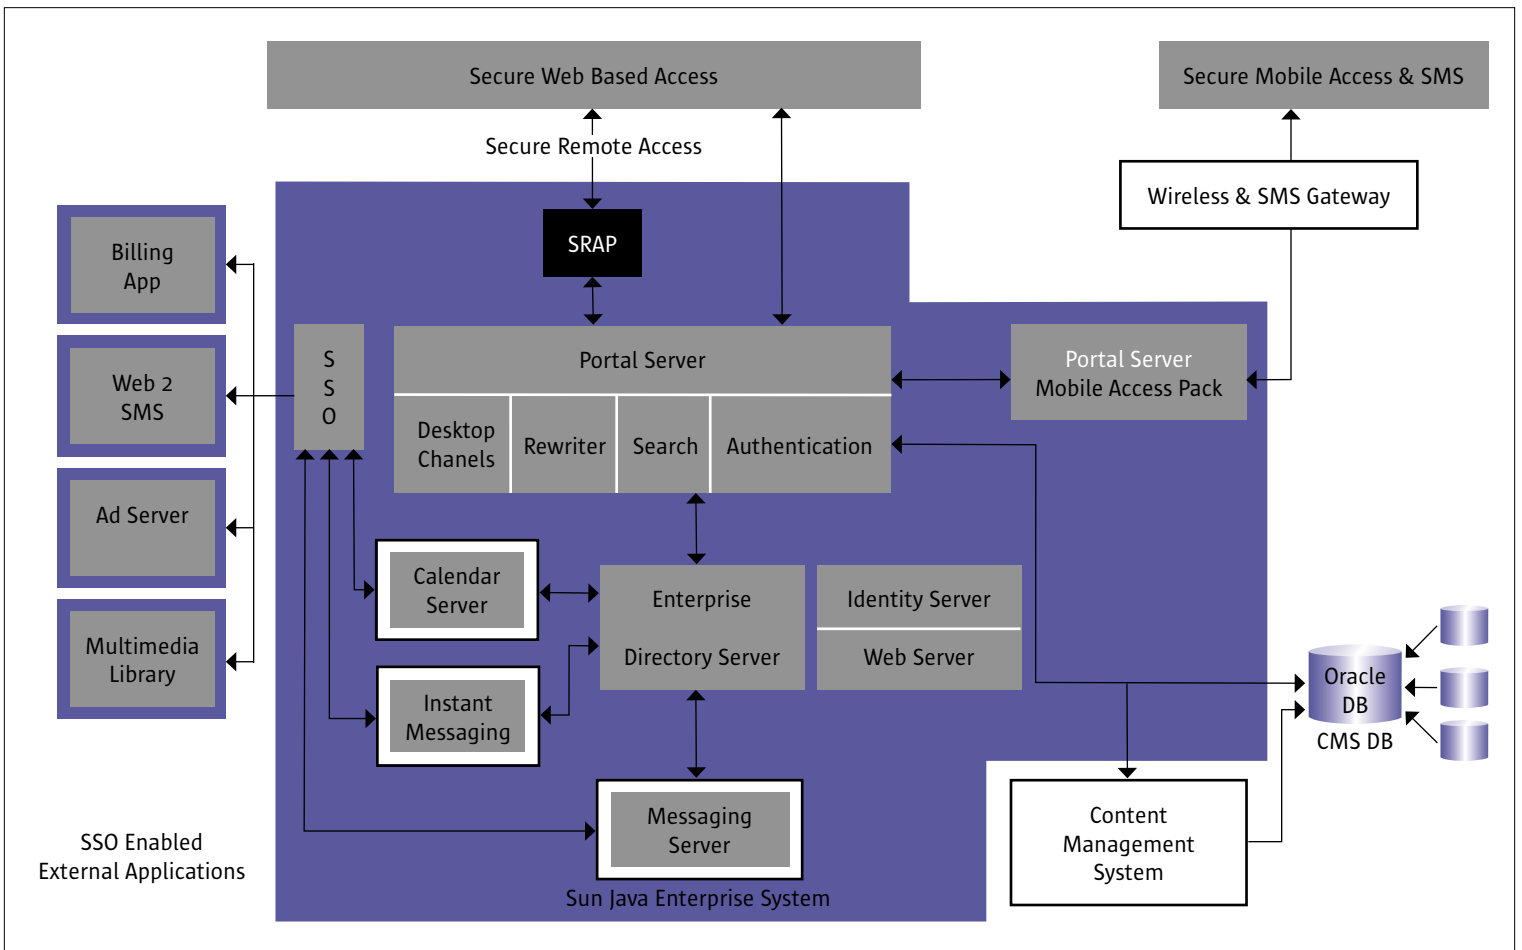 Secure Web Based Access
Secure Mobile Access & SMS
Secure Remote Access
Wireless & SMS Gateway
SRAP
Billing
App
Web 2
SMS
Ad Server
Multimedia
Library
SSO Enabled
External Applications
S
S
O
Portal Server
Desktop
Chanels
Rewriter
Search
Authentication
Portal Server
Mobile Access Pack
Calendar
Server
Instant
Messaging
Enterprise
Directory Server
Identity Server
Web Server
Messaging
Server
Sun Java Enterprise System
Oracle
DB
CMS DB
Content
Management
System